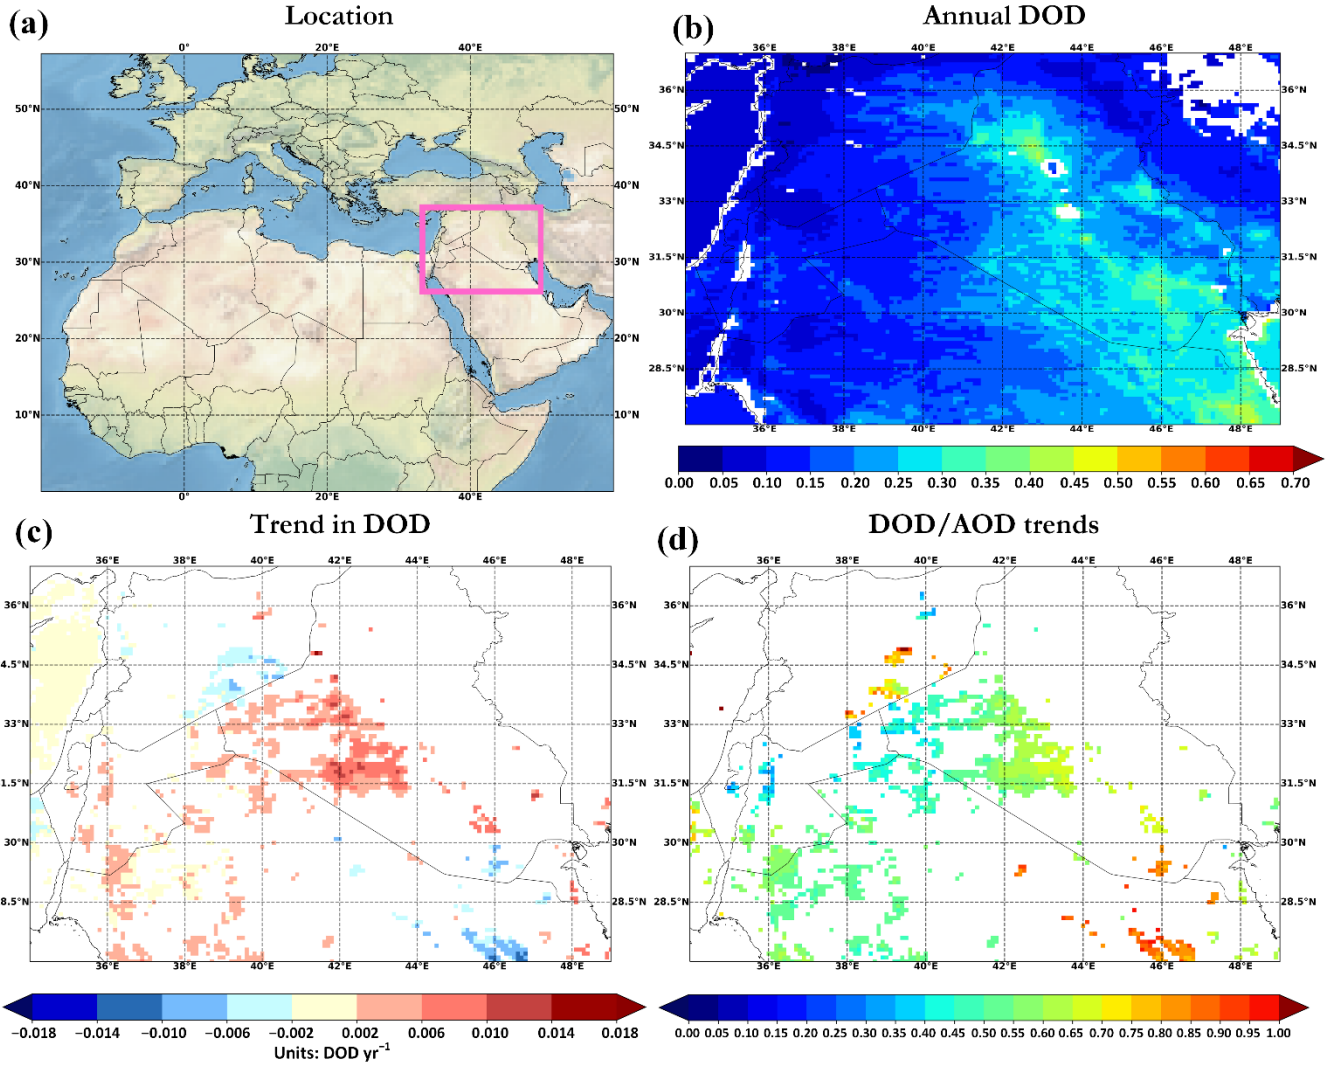 (a)
Location
0°
20°E
40°E
50°N
50°N
40°N
40°N
30°N
30°N
20°N
20°N
10°N
10°N
0°
20°E
40°E
(b)
Annual DOD
36°E 38°E 40°E 42°E 44°E 46°E 48°E
36°N
36°N
34.5°N
34.5°N
33°N
33°N
31.5°N
31.5°N
30°N
30°N
28.5°N
28.5°N
36°E 38°E 40°E 42°E 44°E 46°E 48°E
0.00 0.05 0.10 0.15 0.20 0.25 0.30 0.35 0.40 0.45 0.50 0.55 0.60 0.65 0.70
(c)
Trend in DOD
36°E 38°E 40°E 42°E 44°E 46°E 48°E
36°N
36°N
34.5°N
4.5°N
33°N
33°N
31.5°N
1.5°N
30°N
30°N
28.5°N
8.5°N
36°E 38°E 40°E 42°E 44°E 46°E 48°E
−0.018 −0.014 −0.010 −0.006 −0.002 0.002 0.006 0.010 0.014 0.018
Units: DOD yr⁻¹
(d)
DOD/AOD trends
36°E 38°E 40°E 42°E 44°E 46°E 48°E
36°N
36°N
34.5°N
34.5°N
33°N
33°N
31.5°N
31.5°N
30°N
30°N
28.5°N
28.5°N
36°E 38°E 40°E 42°E 44°E 46°E 48°E
0.00 0.05 0.10 0.15 0.20 0.25 0.30 0.35 0.40 0.45 0.50 0.55 0.60 0.65 0.70 0.75 0.80 0.85 0.90 0.95 1.00